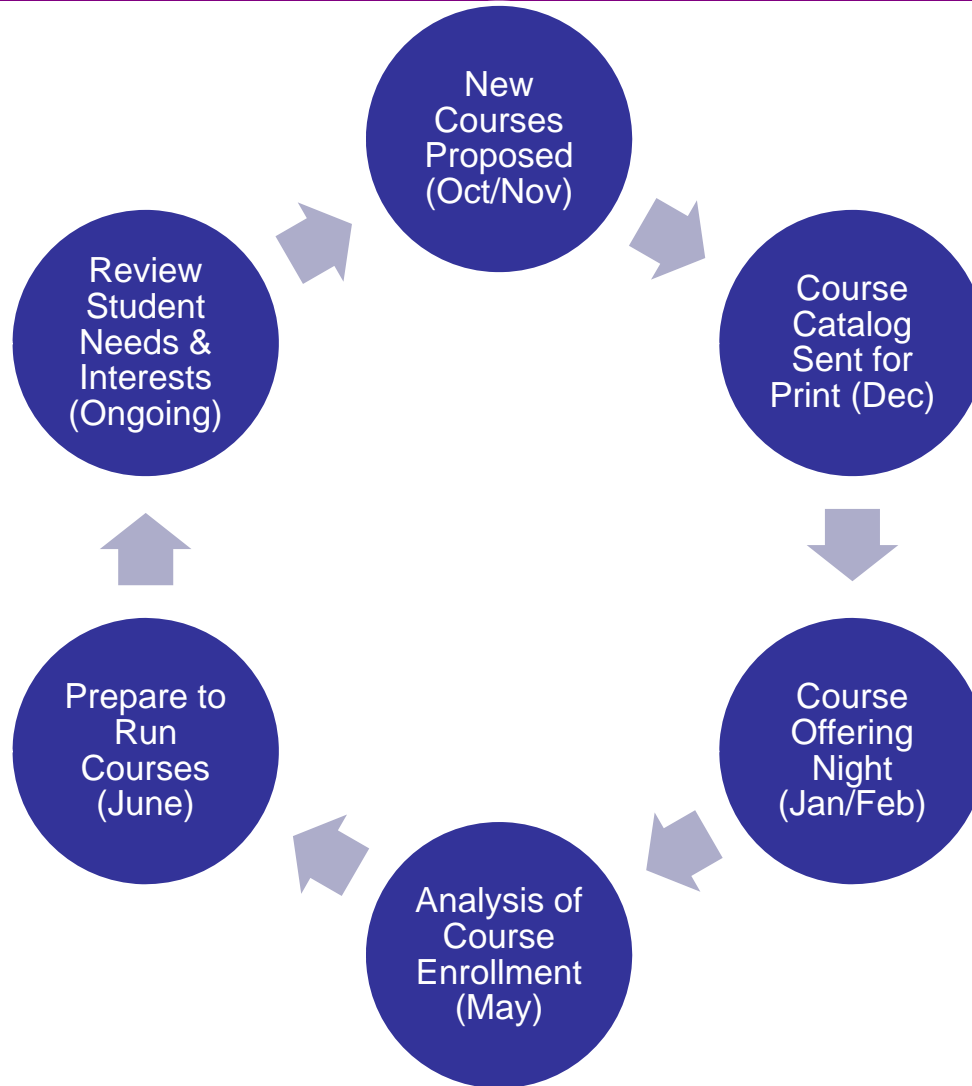 New
Courses
Proposed
(Oct/Nov)
Course
Catalog
Sent for
Print (Dec)
Course
Offering
Night
(Jan/Feb)
Analysis of
Course
Enrollment
(May)
Prepare to
Run
Courses
(June)
Review
Student
Needs &
Interests
(Ongoing)